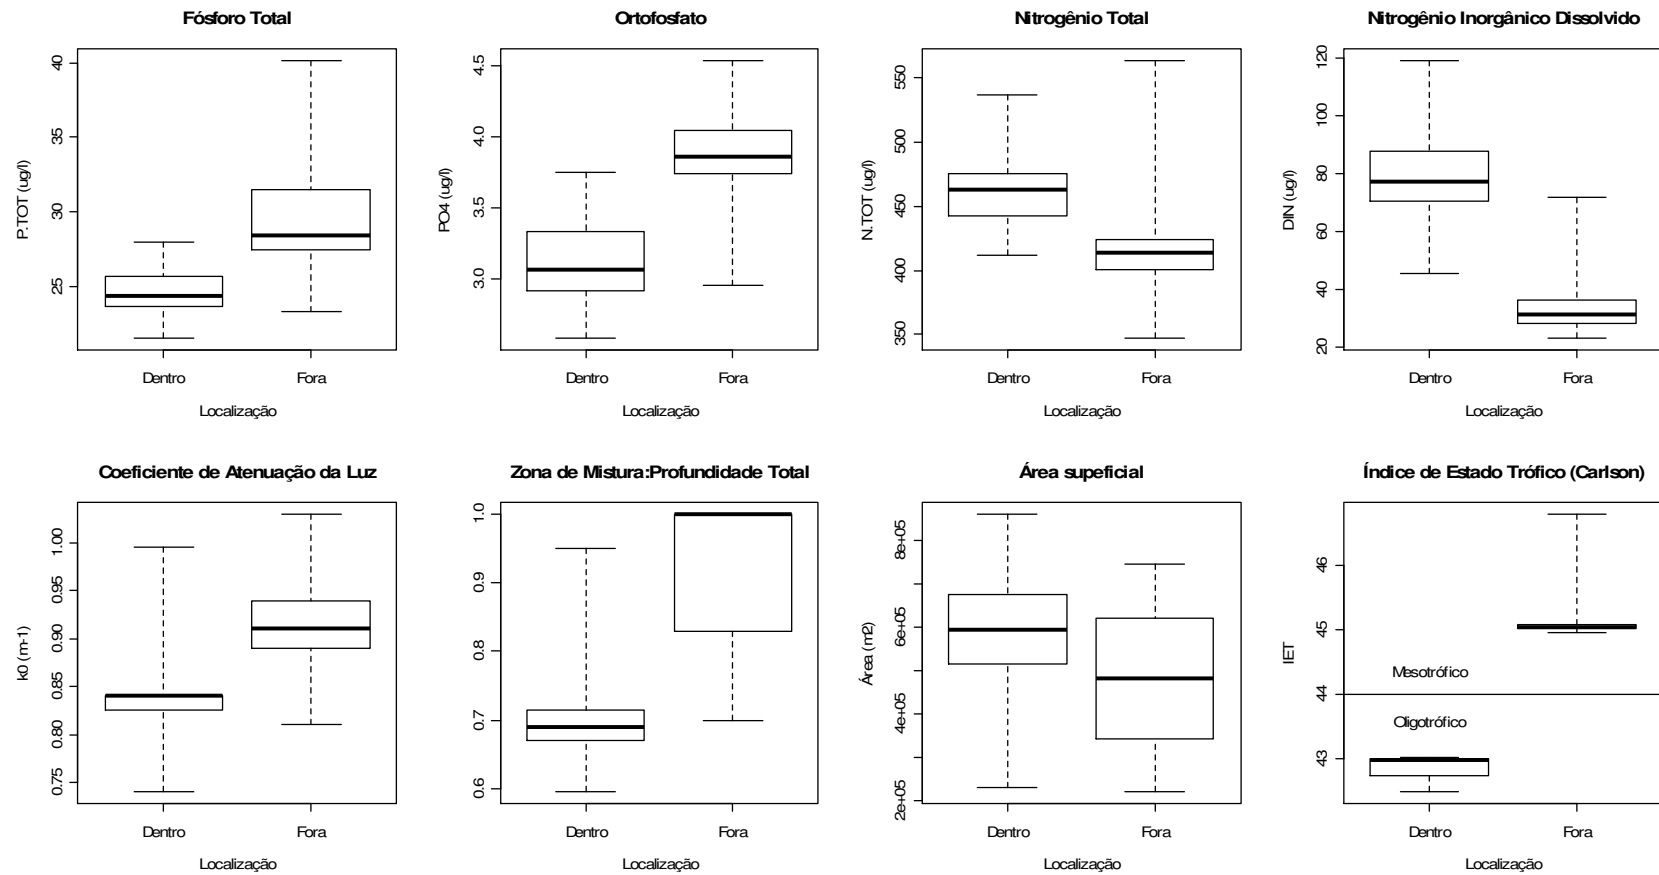 Fósforo Total
P.TOT (ug/l)
40
35
30
25
Dentro
Fora
Localização
Ortofosfato
PO4 (ug/l)
4.5
4.0
3.5
3.0
Dentro
Fora
Localização
Nitrogênio Total
N.TOT (ug/l)
550
500
450
400
350
Dentro
Fora
Localização
Nitrogênio Inorgânico Dissolvido
DIN (ug/l)
120
100
80
60
40
20
Dentro
Fora
Localização
Coeficiente de Atenuação da Luz
k0 (m-1)
1.00
0.95
0.90
0.85
0.80
0.75
Dentro
Fora
Localização
Zona de Mistura:Profundidade Total
1.0
0.9
0.8
0.7
0.6
Dentro
Fora
Localização
Área supeficial
Área (m2)
8e+05
6e+05
4e+05
2e+05
Dentro
Fora
Localização
Índice de Estado Trófico (Carlson)
IET
46
45
44
43
Mesotrófico
Oligotrófico
Dentro
Fora
Localização